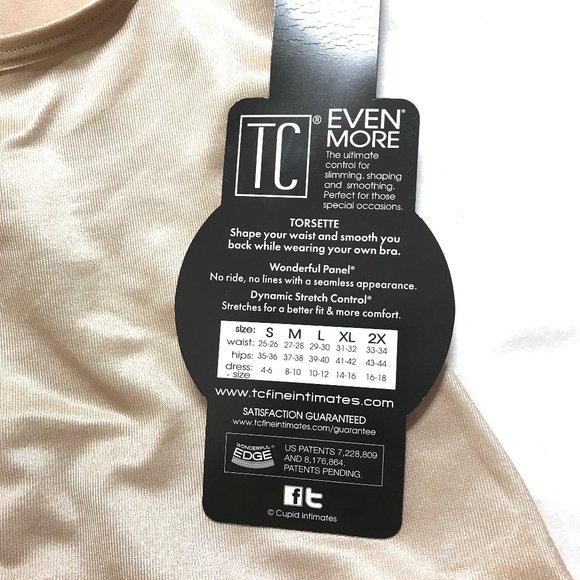 TC®
EVEN®
MORE
The ultimate
control for
slimming, shaping
and smoothing.
Perfect for those
special occasions.
TORSETTE
Shape your waist and smooth you
back while wearing your own bra.
Wonderful Panel®
No ride, no lines with a seamless appearance.
Dynamic Stretch Control®
Stretches for a better fit & more comfort.
size: S M L XL 2X
waist: 25-26 27-28 29-30 31-32 33-34
hips: 35-36 37-38 39-40 41-42 43-44
dress: 4-6 8-10 10-12 14-16 16-18
- size
www.tcfineintimates.com
SATISFACTION GUARANTEED
www.tcfineintimates.com/guarantee
WONDERFUL
EDGE
US PATENTS 7,228,809
AND 8,176,864.
PATENTS PENDING.
f t
© Cupid intimates